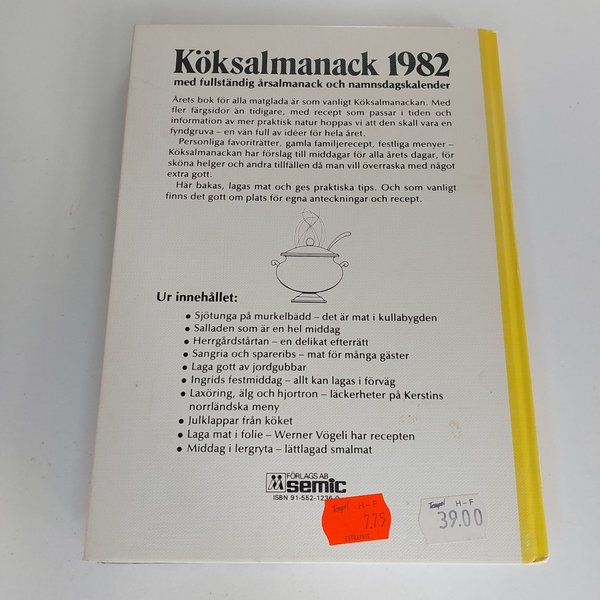 Köksalmanack 1982
med fullständig årsalmanack och namnsdagskalender
Årets bok för alla matglada är som vanligt Köksalmanackan. Med
fler färgsidor än tidigare, med recept som passar i tiden och
information av mer praktisk natur hoppas vi att den skall vara en
fyndgruva – en vän full av idéer för hela året.
Personliga favoriträtter, gamla familjerecept, festliga menyer –
Köksalmanackan har förslag till middagar för alla årets dagar, för
sköna helger och andra tillfällen då man vill överraska med något
extra gott.
Här bakas, lagas mat och ges praktiska tips. Och som vanligt
finns det gott om plats för egna anteckningar och recept.
Ur innehållet:
• Sjötunga på murkelbädd – det är mat i kullabygden
• Salladen som är en hel middag
• Herrgårdstårtan – en delikat efterrätt
• Sangria och spareribs – mat för många gäster
• Laga gott av jordgubbar
• Ingrids festmiddag – allt kan lagas i förväg
• Laxöring, älg och hjortron – läckerheter på Kerstins
norrländska meny
• Julklappar från köket
• Laga mat i folie – Werner Vögeli har recepten
• Middag i lergryta – lättlagad smalmat
FÖRLAGS AB
semic
ISBN 91-552-1236-0
Tempo H-F
7.75
Tempo H-F
39.00